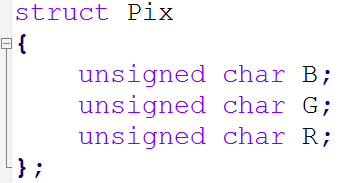 struct Pix
{
    unsigned char B;
    unsigned char G;
    unsigned char R;
};